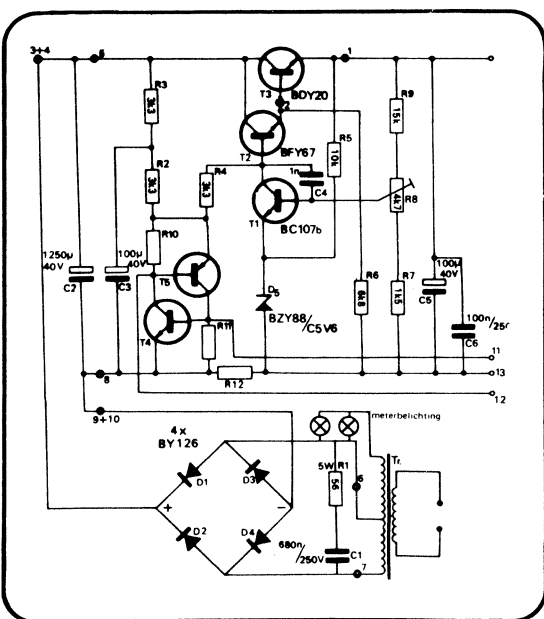 3+4
5
1
R3
3k3
T3
BDY20
2
R9
15k
T2
BFY67
R5
10k
R2
3k3
R4
3k3
1n
C4
R8
4k7
T1
BC107b
R10
1250µ
40V
C2
100µ
40V
C3
T5
D5
BZY88/C5V6
R6
6k8
R7
1k5
100µ
40V
C5
100n/25
C6
T4
R11
11
8
R12
13
12
9+10
4x
BY126
meterbelichting
Tr.
D1
D3
5W
R1
56
6
+
-
D2
D4
680n
/250V
C1
7